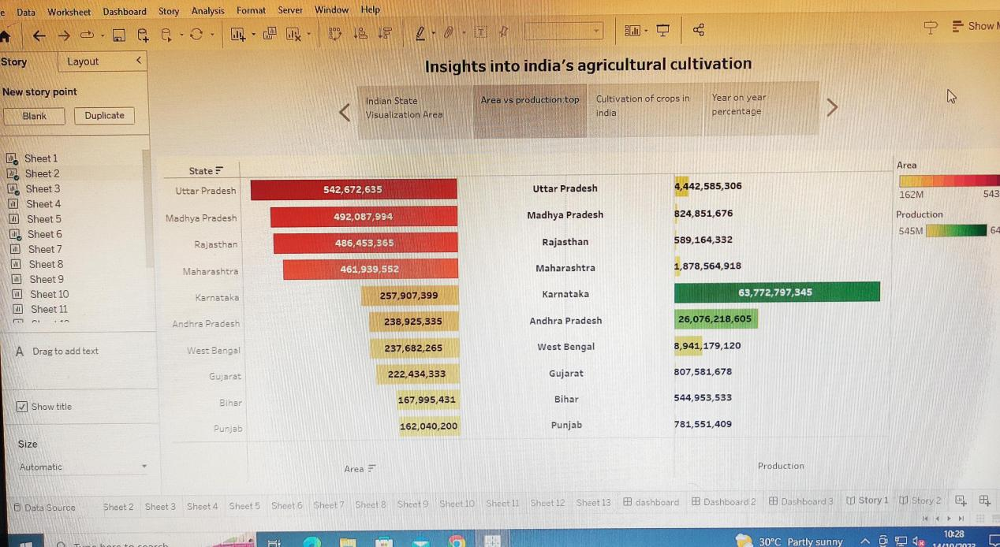 Data Worksheet Dashboard Story Analysis Format Server Window Help
Show
Story Layout
New story point
Blank Duplicate
Sheet 1
Sheet 2
Sheet 3
Sheet 4
Sheet 5
Sheet 6
Sheet 7
Sheet 8
Sheet 9
Sheet 10
Sheet 11
A Drag to add text
Show title
Size
Automatic
Insights into india's agricultural cultivation
Indian State
Visualization Area
Area vs production:top
Cultivation of crops in
india
Year on year
percentage
State
Uttar Pradesh 542,672,635 Uttar Pradesh 4,442,585,306
Madhya Pradesh 492,087,994 Madhya Pradesh 824,851,676
Rajasthan 486,453,365 Rajasthan 589,164,332
Maharashtra 461,939,552 Maharashtra 1,878,564,918
Karnataka 257,907,399 Karnataka 63,772,797,345
Andhra Pradesh 238,925,335 Andhra Pradesh 26,076,218,605
West Bengal 237,682,265 West Bengal 8,941,179,120
Gujarat 222,434,333 Gujarat 807,581,678
Bihar 167,995,431 Bihar 544,953,533
Punjab 162,040,200 Punjab 781,551,409
Area Production
Area
162M 543
Production
545M 64
Data Source Sheet 2 Sheet 3 Sheet 4 Sheet 5 Sheet 6 Sheet 7 Sheet 8 Sheet 9 Sheet 10 Sheet 11 Sheet 12 Sheet 13 dashboard Dashboard 2 Dashboard 3 Story 1 Story 2
Type here to search
30°C Partly sunny
10:28